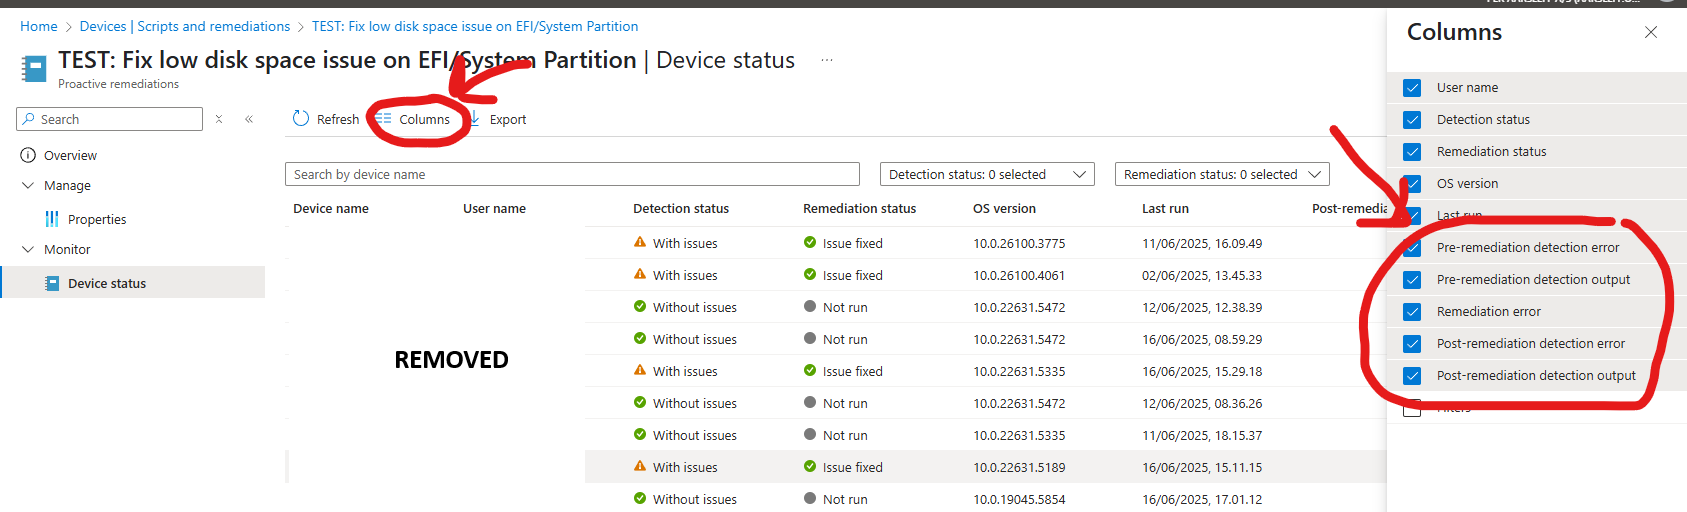 Home > Devices | Scripts and remediations > TEST: Fix low disk space issue on EFI/System Partition
TEST: Fix low disk space issue on EFI/System Partition | Device status ...
Proactive remediations
Search
Overview
Manage
Properties
Monitor
Device status
Refresh Columns Export
Search by device name Detection status: 0 selected Remediation status: 0 selected
Device name User name Detection status Remediation status OS version Last run Post-remedia
With issues Issue fixed 10.0.26100.3775 11/06/2025, 16.09.49
With issues Issue fixed 10.0.26100.4061 02/06/2025, 13.45.33
Without issues Not run 10.0.22631.5472 12/06/2025, 12.38.39
Without issues Not run 10.0.22631.5472 16/06/2025, 08.59.29
With issues Issue fixed 10.0.22631.5335 16/06/2025, 15.29.18
Without issues Not run 10.0.22631.5472 12/06/2025, 08.36.26
Without issues Not run 10.0.22631.5335 11/06/2025, 18.15.37
With issues Issue fixed 10.0.22631.5189 16/06/2025, 15.11.15
Without issues Not run 10.0.19045.5854 16/06/2025, 17.01.12
REMOVED
Columns
User name
Detection status
Remediation status
OS version
Last run
Pre-remediation detection error
Pre-remediation detection output
Remediation error
Post-remediation detection error
Post-remediation detection output
Filters